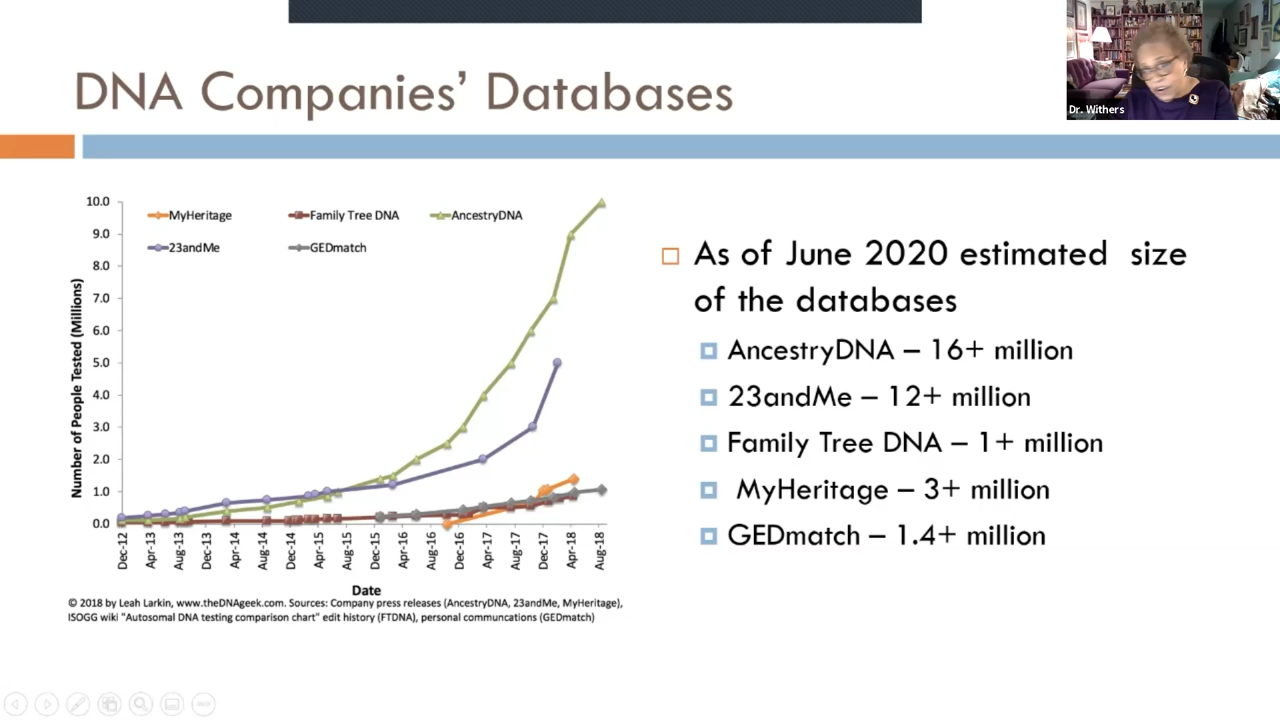 DNA Companies’ Databases
Dr. Withers
10.0
9.0
8.0
7.0
6.0
5.0
4.0
3.0
2.0
1.0
0.0
Number of People Tested (Millions)
MyHeritage
Family Tree DNA
AncestryDNA
23andMe
GEDmatch
Dec-12
Apr-13
Aug-13
Dec-13
Apr-14
Aug-14
Dec-14
Apr-15
Aug-15
Dec-15
Apr-16
Aug-16
Dec-16
Apr-17
Aug-17
Dec-17
Apr-18
Aug-18
Date
© 2018 by Leah Larkin, www.theDNAgeek.com. Sources: Company press releases (AncestryDNA, 23andMe, MyHeritage),
ISOGG wiki "Autosomal DNA testing comparison chart" edit history (FTDNA), personal communcations (GEDmatch)
As of June 2020 estimated size
of the databases
AncestryDNA – 16+ million
23andMe – 12+ million
Family Tree DNA – 1+ million
MyHeritage – 3+ million
GEDmatch – 1.4+ million